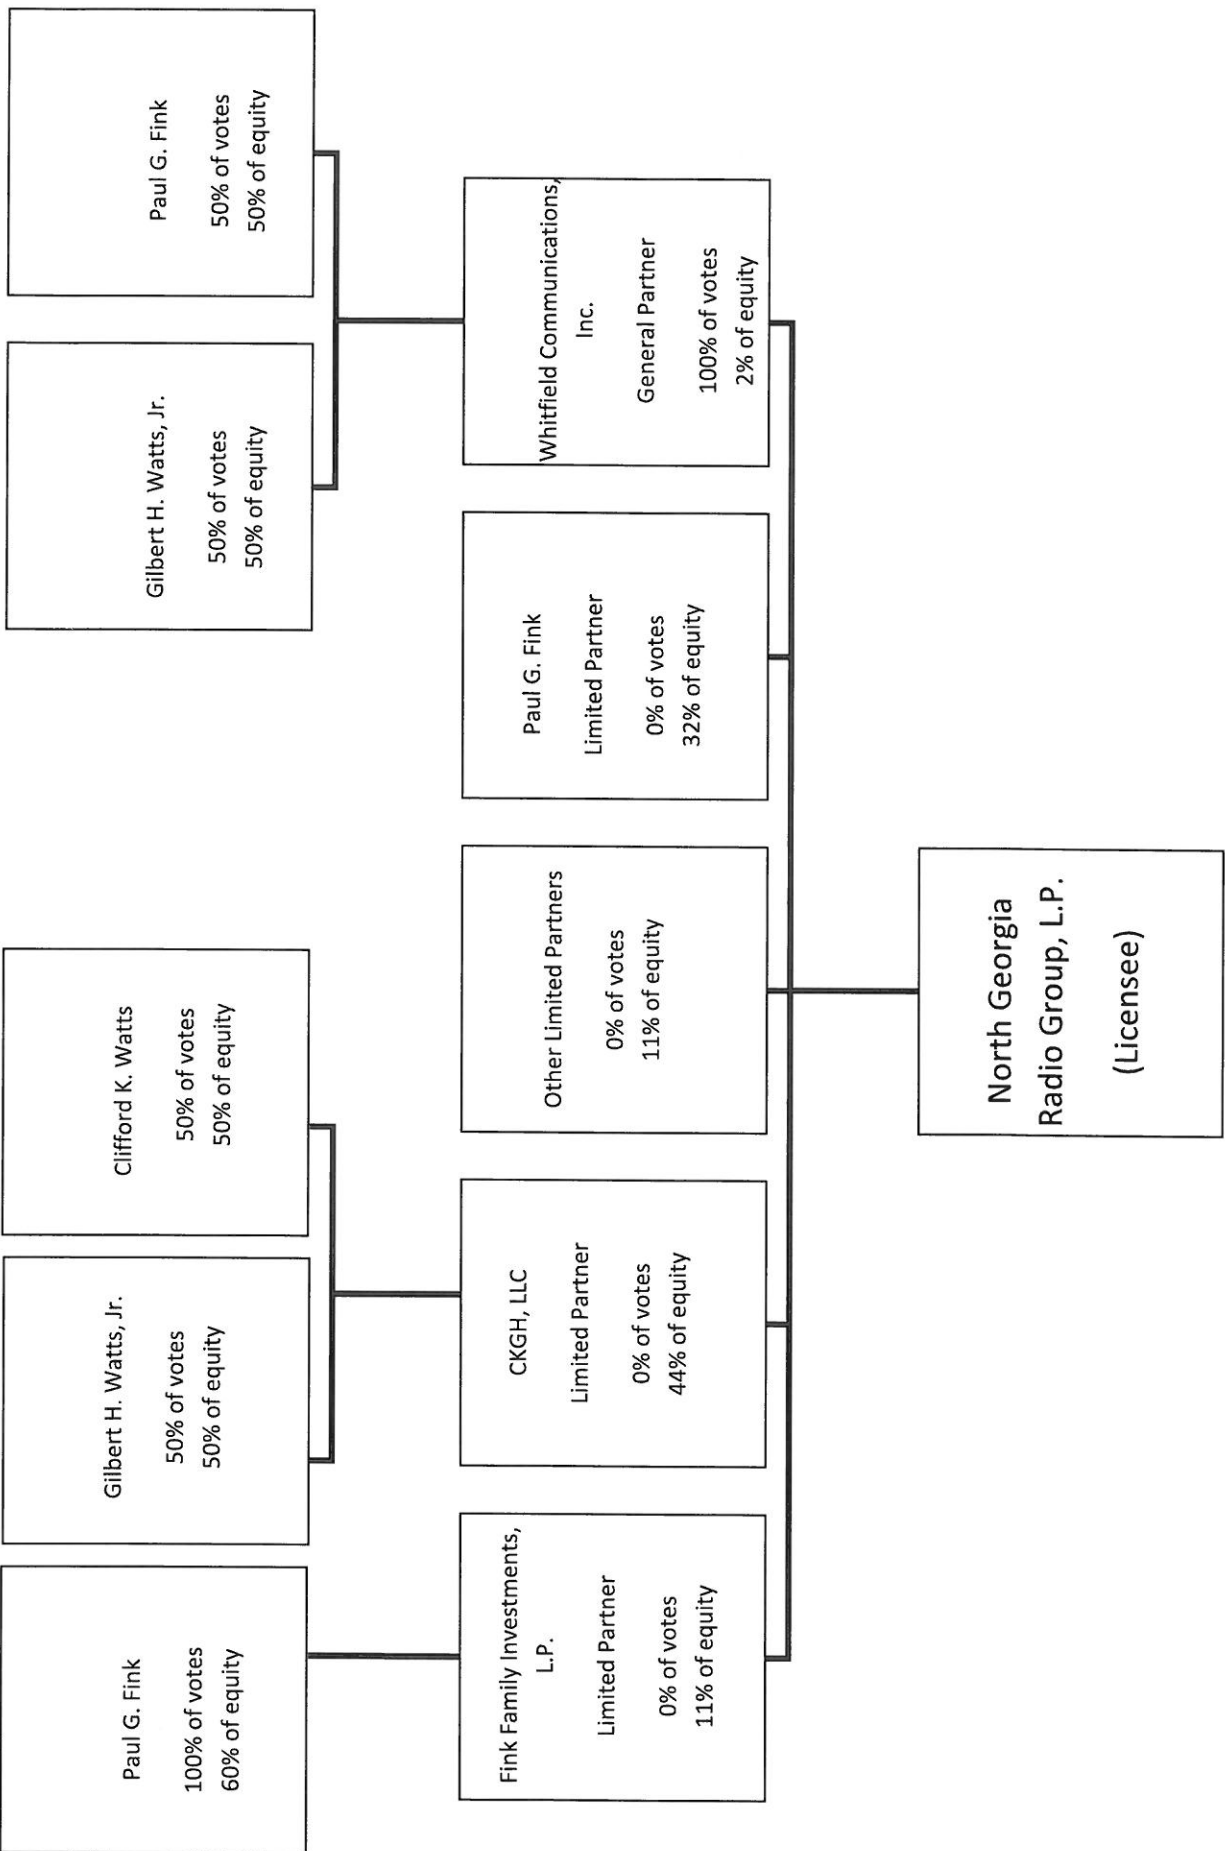 Paul G. Fink
100% of votes
60% of equity
Gilbert H. Watts, Jr.
50% of votes
50% of equity
Clifford K. Watts
50% of votes
50% of equity
Gilbert H. Watts, Jr.
50% of votes
50% of equity
Paul G. Fink
50% of votes
50% of equity
Fink Family Investments,
L.P.
Limited Partner
0% of votes
11% of equity
CKGH, LLC
Limited Partner
0% of votes
44% of equity
Other Limited Partners
0% of votes
11% of equity
Paul G. Fink
Limited Partner
0% of votes
32% of equity
Whitfield Communications,
Inc.
General Partner
100% of votes
2% of equity
North Georgia
Radio Group, L.P.
(Licensee)